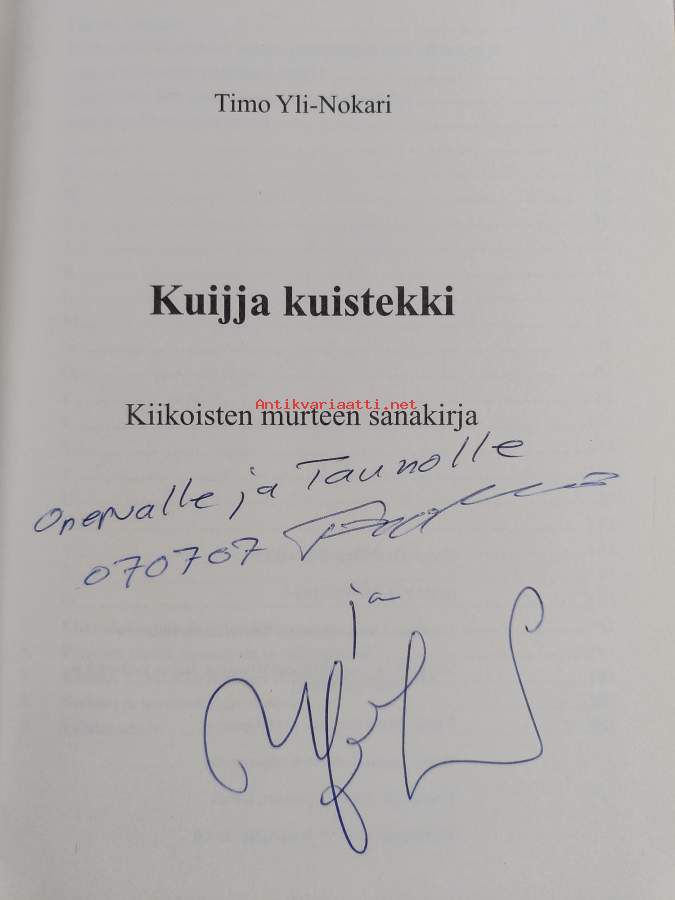 Timo Yli-Nokari
Kuijja kuistekki
Antikvariaatti.net
Kiikoisten murteen sanakirja
Onervalle ja Taunolle
070707
ja